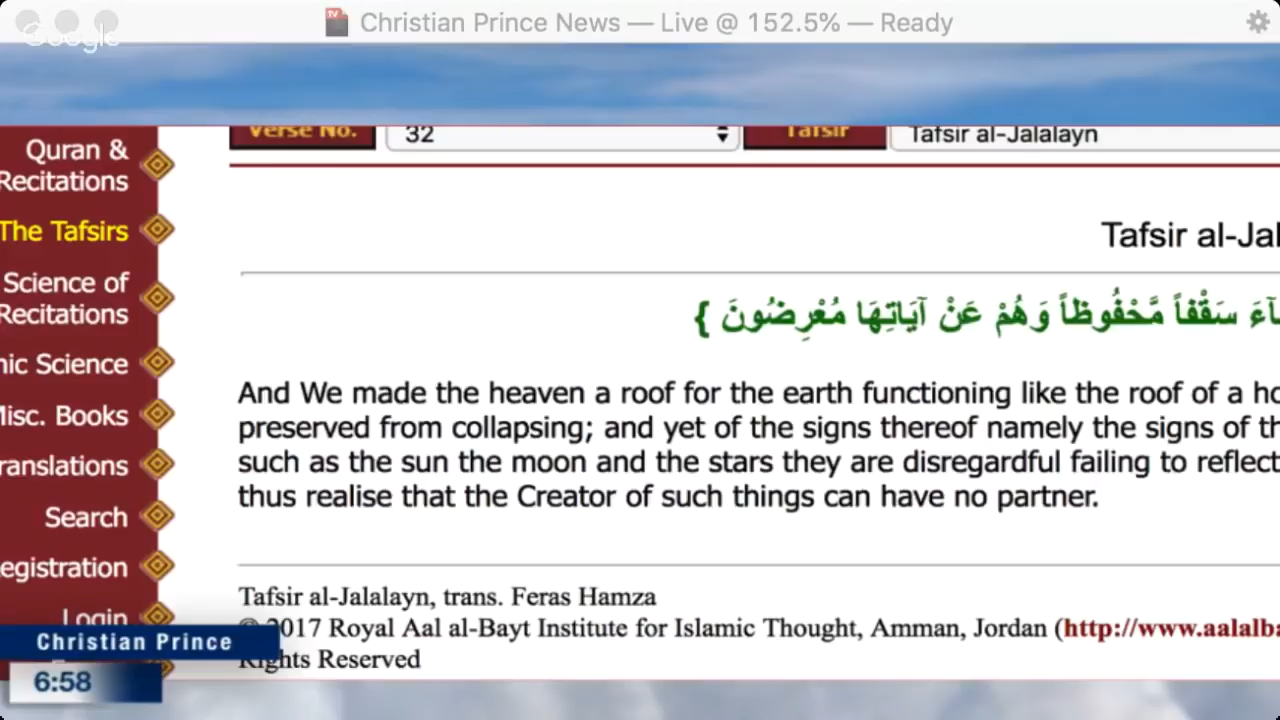 Google
Christian Prince News — Live @ 152.5% — Ready
Verse No.
32
Tafsir
Tafsir al-Jalalayn
Quran &
Recitations
The Tafsirs
Science of
Recitations
nic Science
Misc. Books
ranslations
Search
egistration
Login
Tafsir al-Jal
آءَ سَقْفاً مَّحْفُوظاً وَهُمْ عَنْ آيَاتِهَا مُعْرِضُونَ }
And We made the heaven a roof for the earth functioning like the roof of a ho
preserved from collapsing; and yet of the signs thereof namely the signs of th
such as the sun the moon and the stars they are disregardful failing to reflect
thus realise that the Creator of such things can have no partner.
Tafsir al-Jalalayn, trans. Feras Hamza
© 2017 Royal Aal al-Bayt Institute for Islamic Thought, Amman, Jordan (http://www.aalalba
Rights Reserved
Christian Prince
6:58